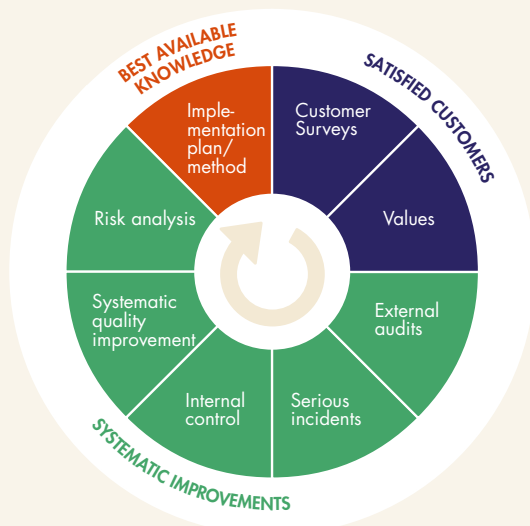 BEST AVAILABLE
KNOWLEDGE
SATISFIED CUSTOMERS
Imple-
mentation
plan/
method
Customer
Surveys
Risk analysis
Values
Systematic
quality
improvement
External
audits
Internal
control
Serious
incidents
SYSTEMATIC IMPROVEMENTS